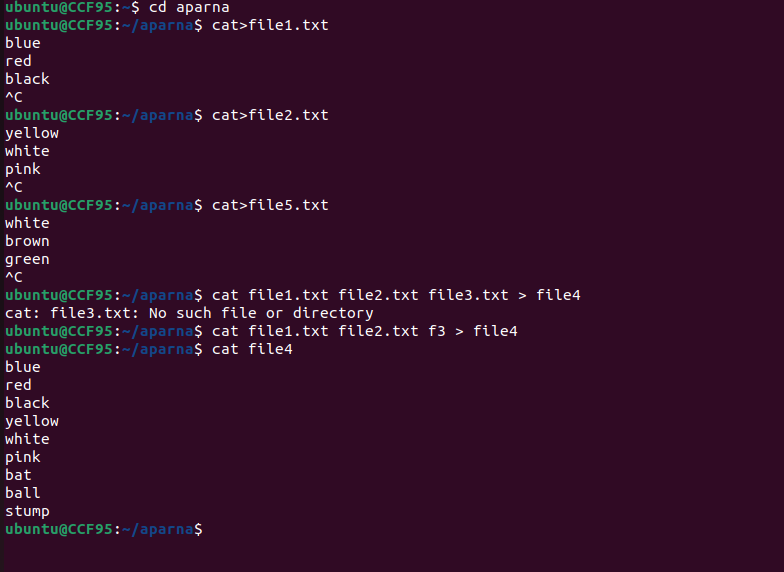 ubuntu@CCF95:~$ cd aparna
ubuntu@CCF95:~/aparna$ cat>file1.txt
blue
red
black
^C
ubuntu@CCF95:~/aparna$ cat>file2.txt
yellow
white
pink
^C
ubuntu@CCF95:~/aparna$ cat>file5.txt
white
brown
green
^C
ubuntu@CCF95:~/aparna$ cat file1.txt file2.txt file3.txt > file4
cat: file3.txt: No such file or directory
ubuntu@CCF95:~/aparna$ cat file1.txt file2.txt f3 > file4
ubuntu@CCF95:~/aparna$ cat file4
blue
red
black
yellow
white
pink
bat
ball
stump
ubuntu@CCF95:~/aparna$